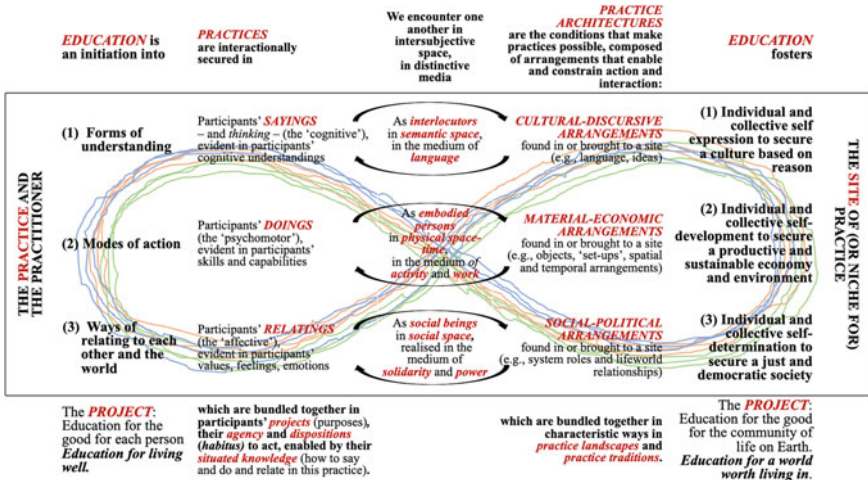 EDUCATION is
an initiation into
PRACTICES
are interactionally
secured in
We encounter one
another in
intersubjective
space,
in distinctive
media
PRACTICE
ARCHITECTURES
are the conditions that make
practices possible, composed
of arrangements that enable
and constrain action and
interaction:
EDUCATION
fosters
THE PRACTICE AND
THE PRACTITIONER
(1) Forms of
understanding
Participants' SAYINGS
– and thinking – (the 'cognitive'),
evident in participants'
cognitive understandings
As interlocutors
in semantic space,
in the medium of
language
CULTURAL-DISCURSIVE
ARRANGEMENTS
found in or brought to a site
(e.g., language, ideas)
(1) Individual and
collective self
expression to secure
a culture based on
reason
(2) Modes of action
Participants' DOINGS
(the 'psychomotor'),
evident in participants'
skills and capabilities
As embodied
persons
in physical space-
time,
in the medium of
activity and work
MATERIAL-ECONOMIC
ARRANGEMENTS
found in or brought to a site
(e.g., objects, 'set-ups', spatial
and temporal arrangements)
(2) Individual and
collective self-
development to secure
a productive and
sustainable economy
and environment
(3) Ways of
relating to each
other and the
world
Participants' RELATINGS
(the 'affective'),
evident in participants'
values, feelings, emotions
As social beings
in social space,
realised in the
medium of
solidarity and power
SOCIAL-POLITICAL
ARRANGEMENTS
found in or brought to a site
(e.g., system roles and lifeworld
relationships)
(3) Individual and
collective self-
determination to
secure a just and
democratic society
THE SITE OF (OR NICHE FOR)
PRACTICE
The PROJECT:
Education for the
good for each person
Education for living
well.
which are bundled together in
participants' projects (purposes),
their agency and dispositions
(habitus) to act, enabled by their
situated knowledge (how to say
and do and relate in this practice).
which are bundled together in
characteristic ways in
practice landscapes and
practice traditions.
The PROJECT:
Education for the good
for the community of
life on Earth.
Education for a world
worth living in.